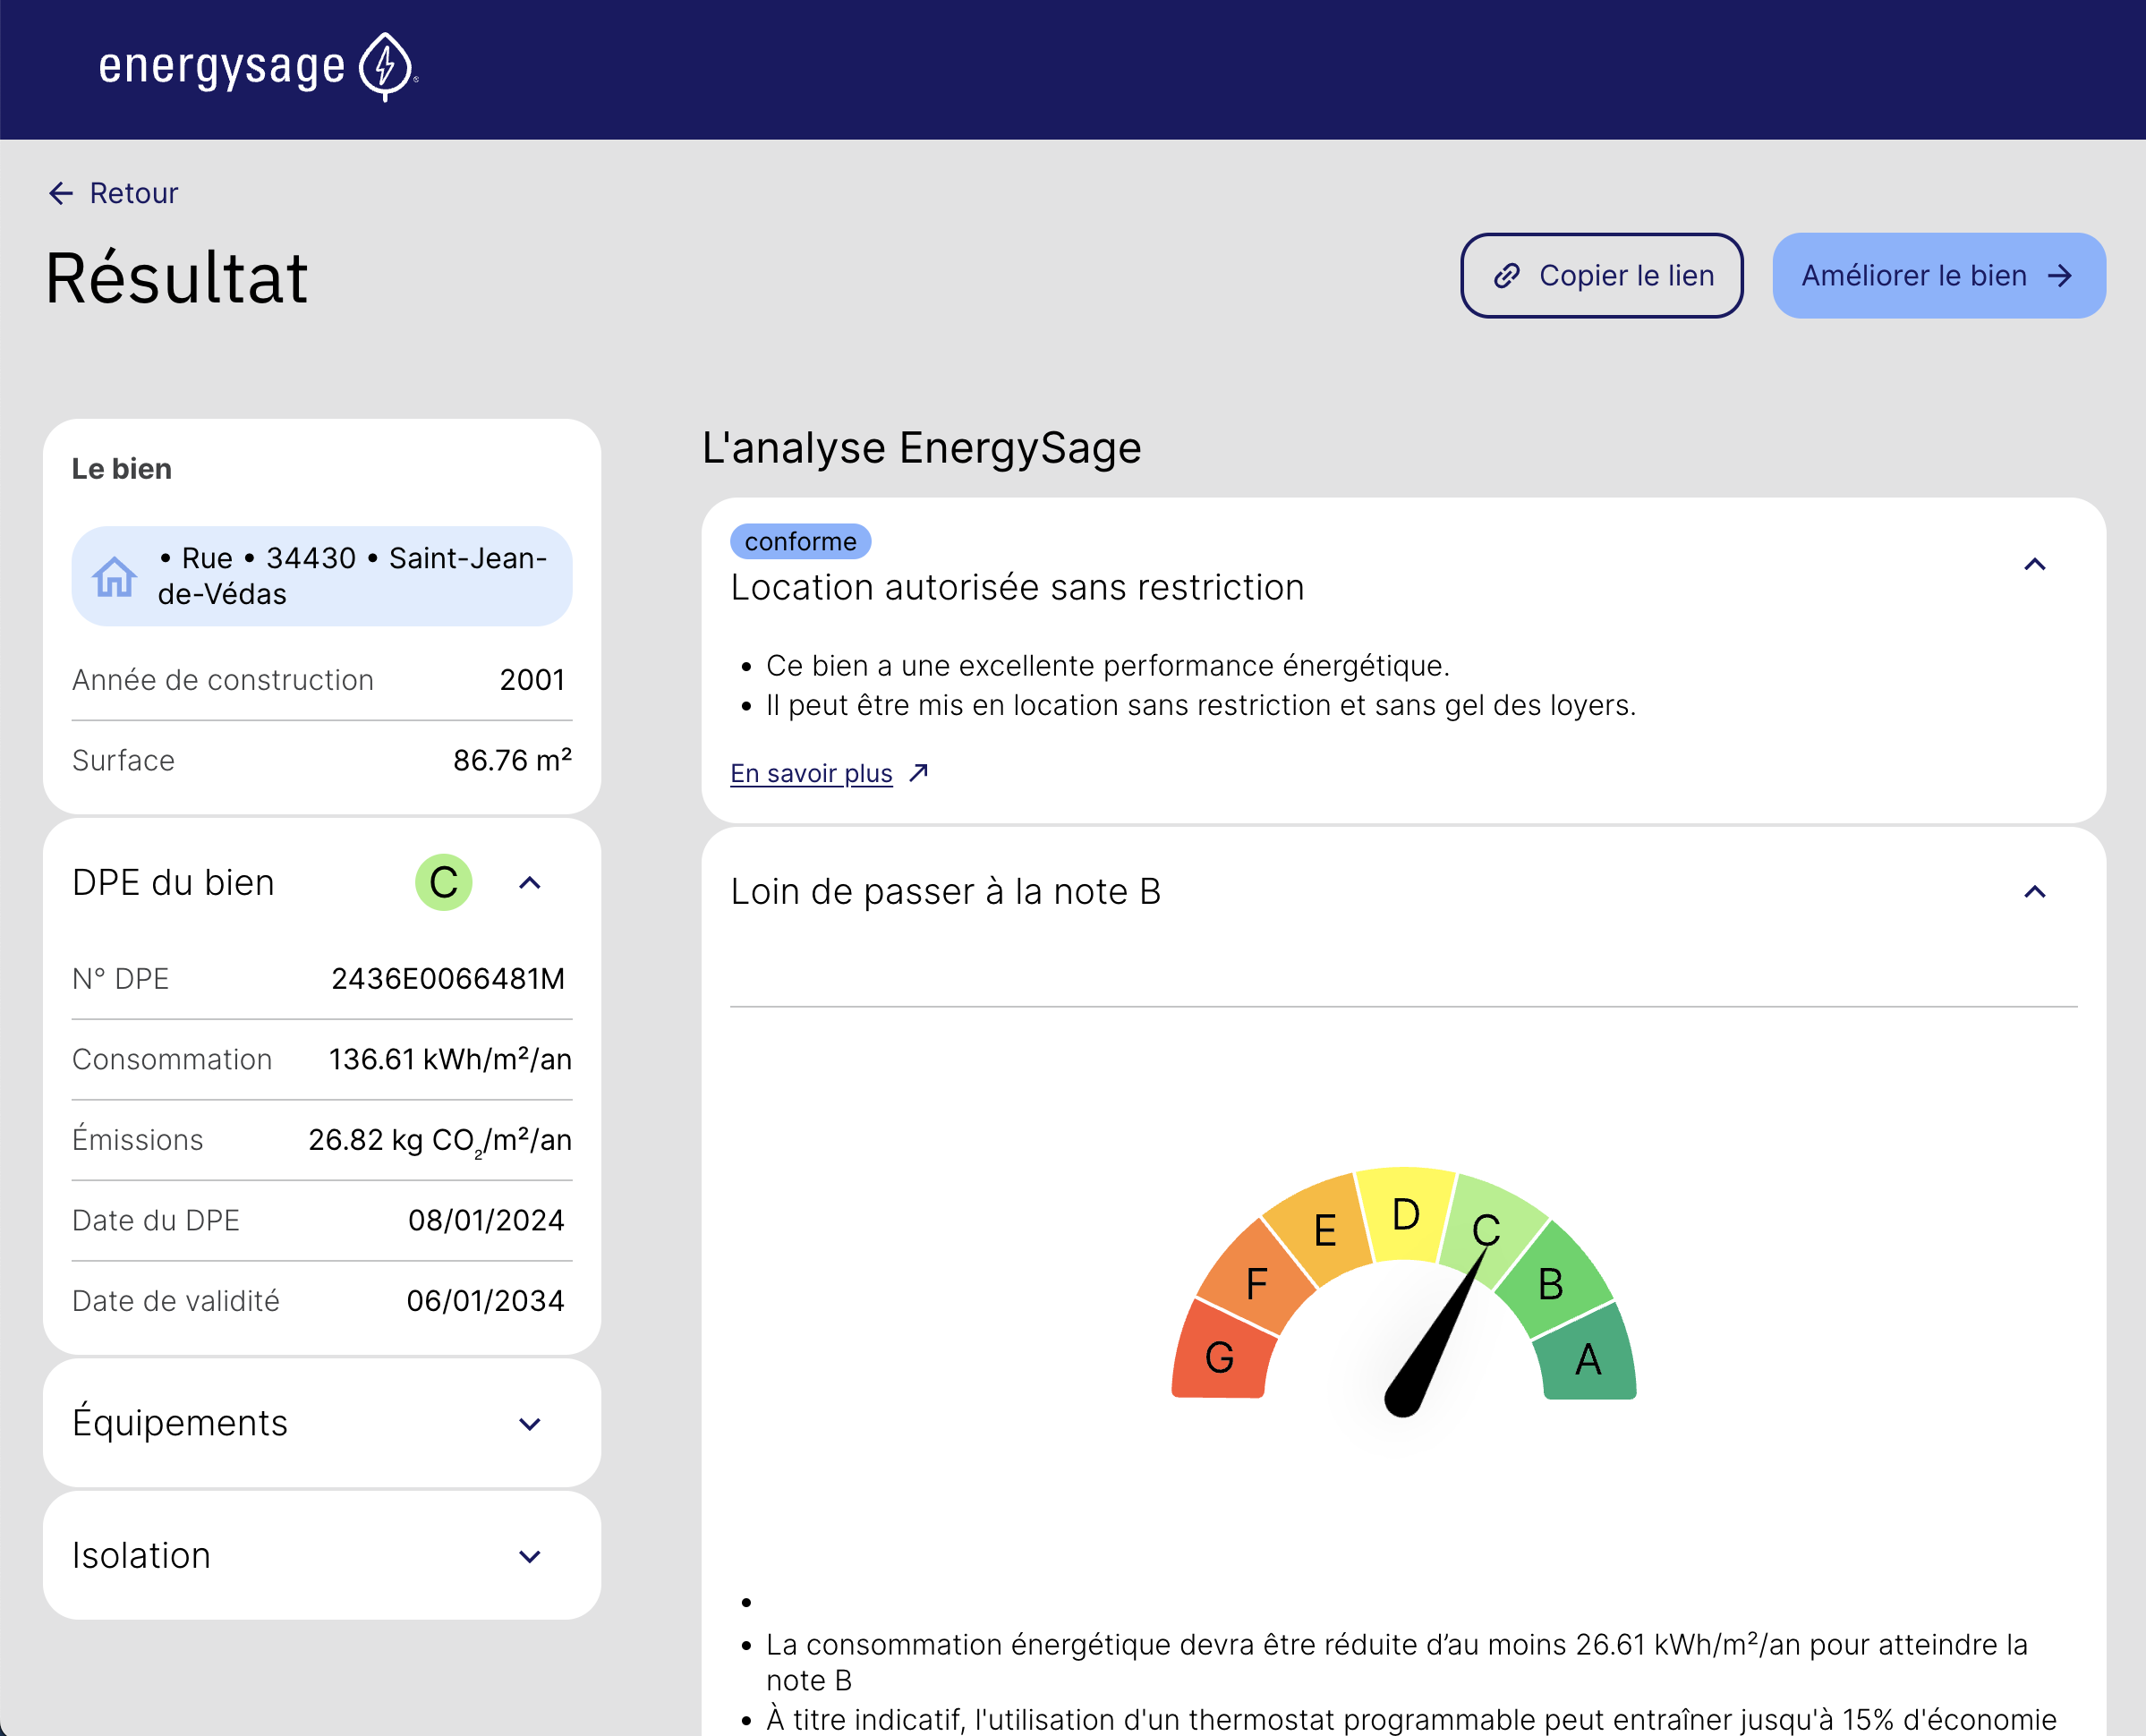 energysage
Retour
Résultat
Copier le lien
Améliorer le bien
Le bien
• Rue • 34430 • Saint-Jean-
de-Védas
Année de construction 2001
Surface 86.76 m²
DPE du bien C
N° DPE 2436E0066481M
Consommation 136.61 kWh/m²/an
Émissions 26.82 kg CO₂/m²/an
Date du DPE 08/01/2024
Date de validité 06/01/2034
Équipements
Isolation
L'analyse EnergySage
conforme
Location autorisée sans restriction
• Ce bien a une excellente performance énergétique.
• Il peut être mis en location sans restriction et sans gel des loyers.
En savoir plus
Loin de passer à la note B
G F E D C B A
•
• La consommation énergétique devra être réduite d’au moins 26.61 kWh/m²/an pour atteindre la
note B
• À titre indicatif, l'utilisation d'un thermostat programmable peut entraîner jusqu'à 15% d'économie